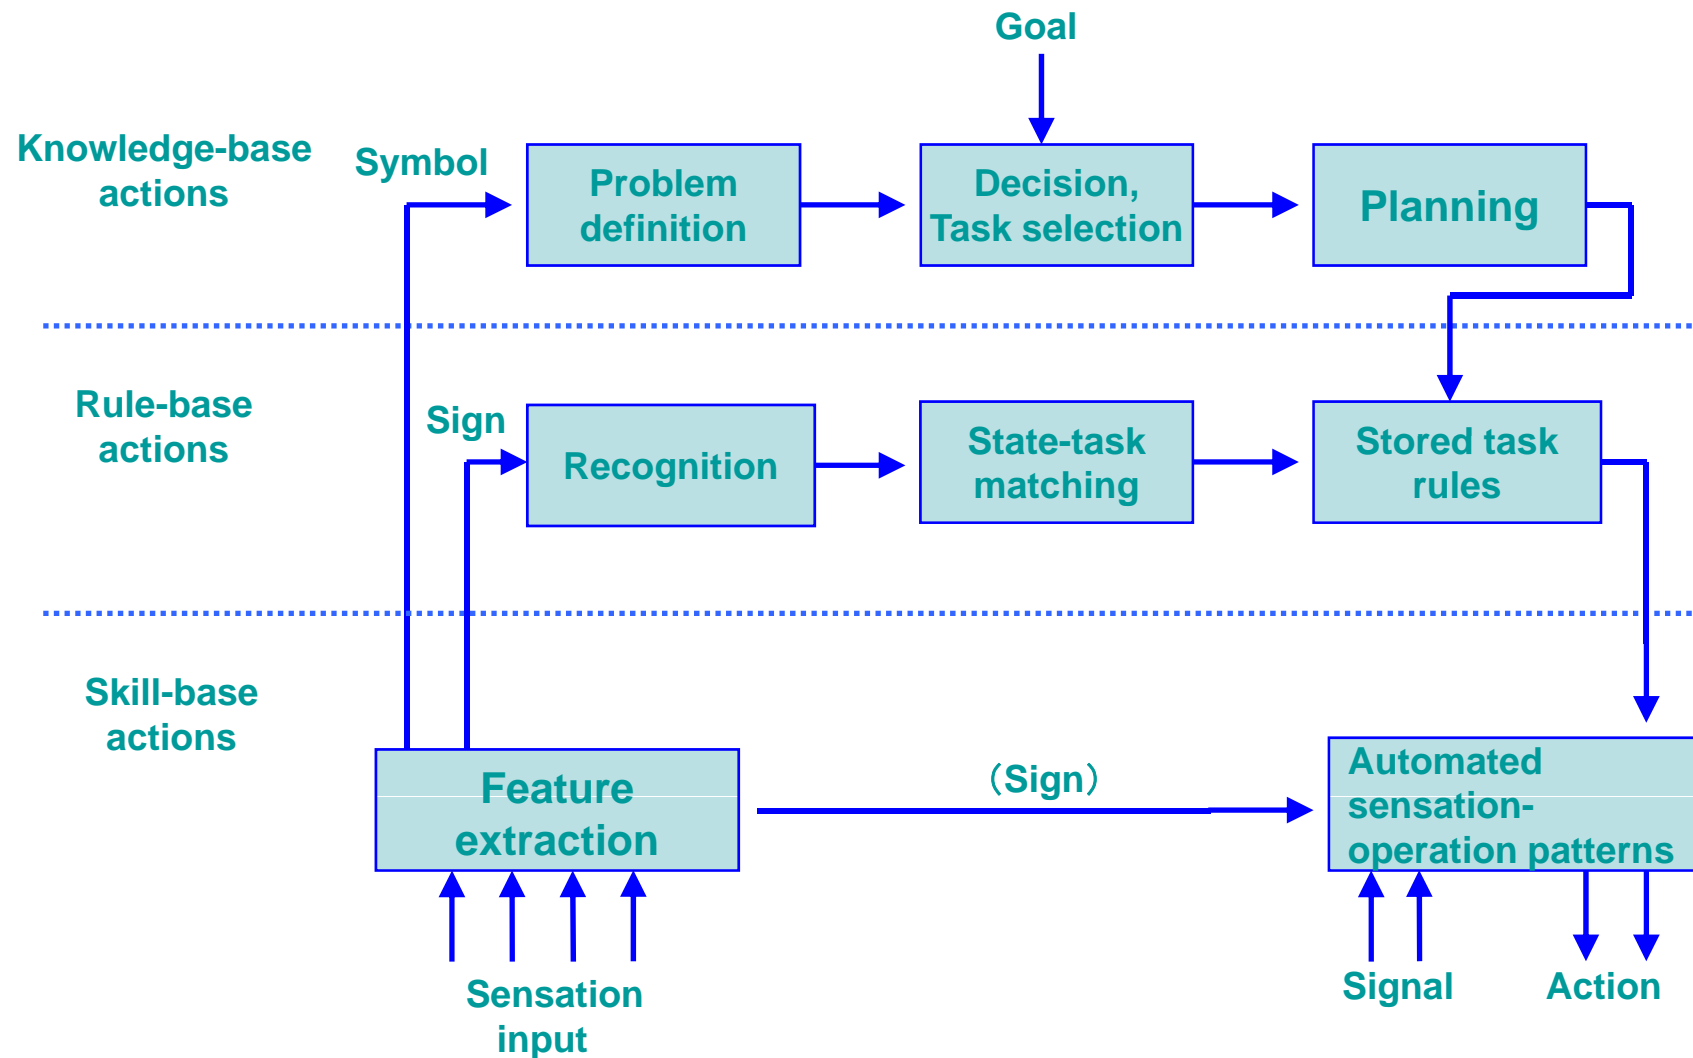 Goal
Knowledge-base
actions
Symbol
Problem
definition
Decision,
Task selection
Planning
Rule-base
actions
Sign
Recognition
State-task
matching
Stored task
rules
Skill-base
actions
Feature
extraction
（Sign）
Automated
sensation-
operation patterns
Sensation
input
Signal
Action